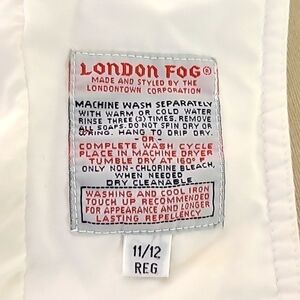 LONDON FOG®
MADE AND STYLED BY THE
LONDONTOWN CORPORATION
MACHINE WASH SEPARATELY
WITH WARM OR COLD WATER
RINSE THREE (3) TIMES. REMOVE
ALL SOAPS. DO NOT SPIN DRY OR
WRING. HANG TO DRIP DRY.
-OR-
COMPLETE WASH CYCLE
PLACE IN MACHINE DRYER
TUMBLE DRY AT 160° F
ONLY NON-CHLORINE BLEACH,
WHEN NEEDED
DRY CLEANABLE
WASHING AND COOL IRON
TOUCH UP RECOMMENDED
FOR APPEARANCE AND LONGER
LASTING REPELLENCY
11/12
REG